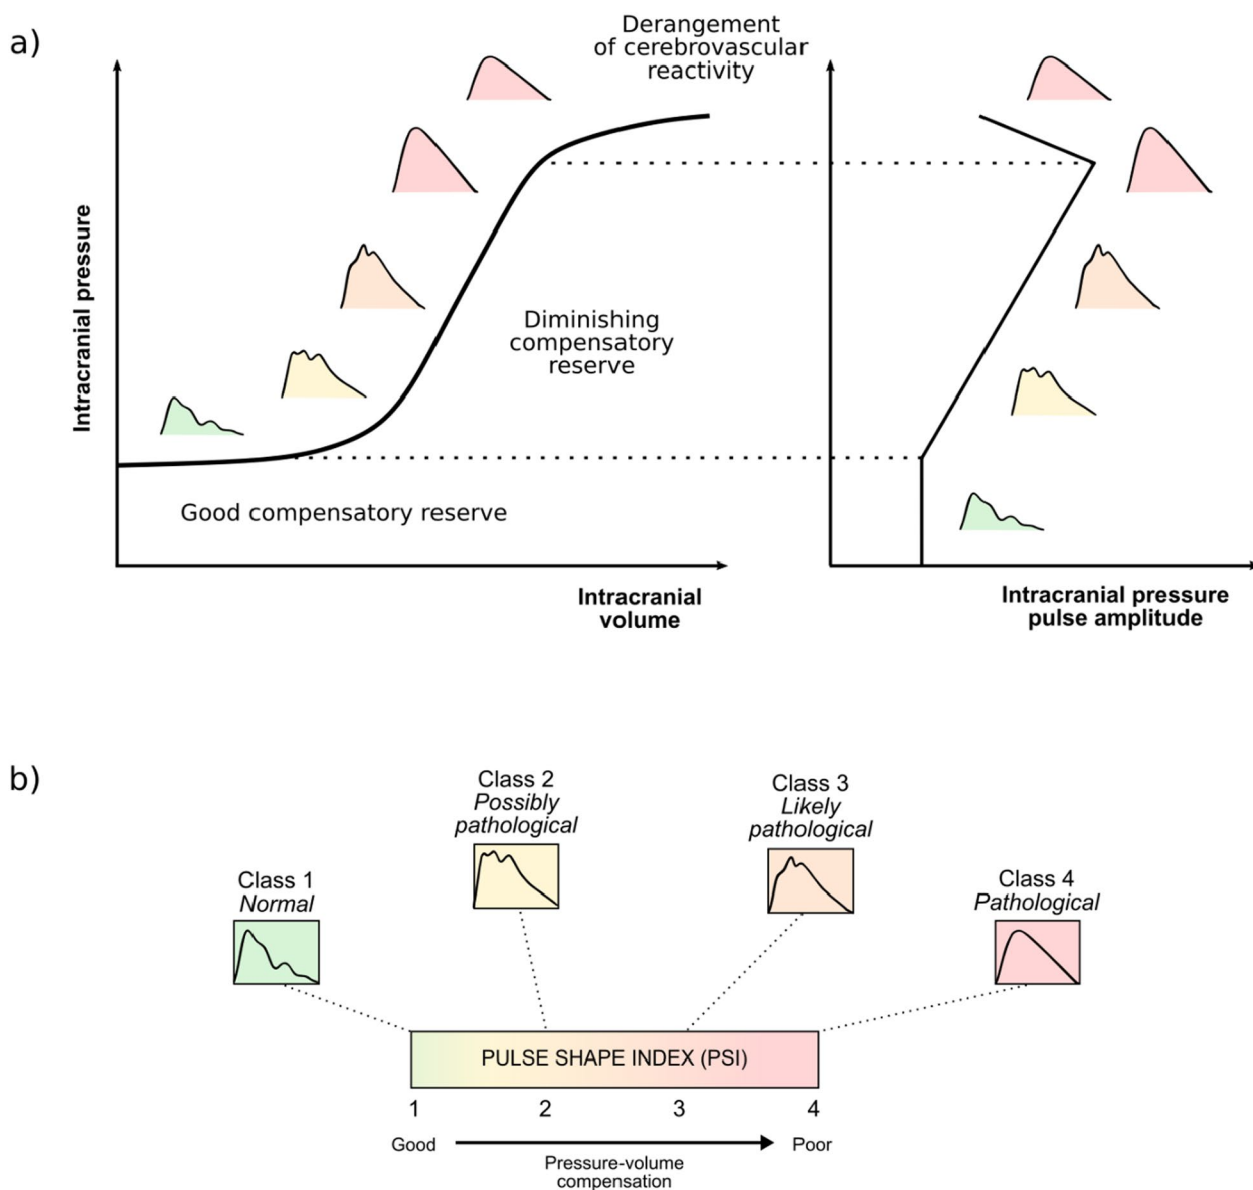 a)
Derangement
of cerebrovascular
reactivity
Intracranial pressure
Diminishing
compensatory
reserve
Good compensatory reserve
Intracranial
volume
Intracranial pressure
pulse amplitude
b)
Class 1
Normal
Class 2
Possibly
pathological
Class 3
Likely
pathological
Class 4
Pathological
PULSE SHAPE INDEX (PSI)
1 2 3 4
Good Poor
Pressure-volume
compensation